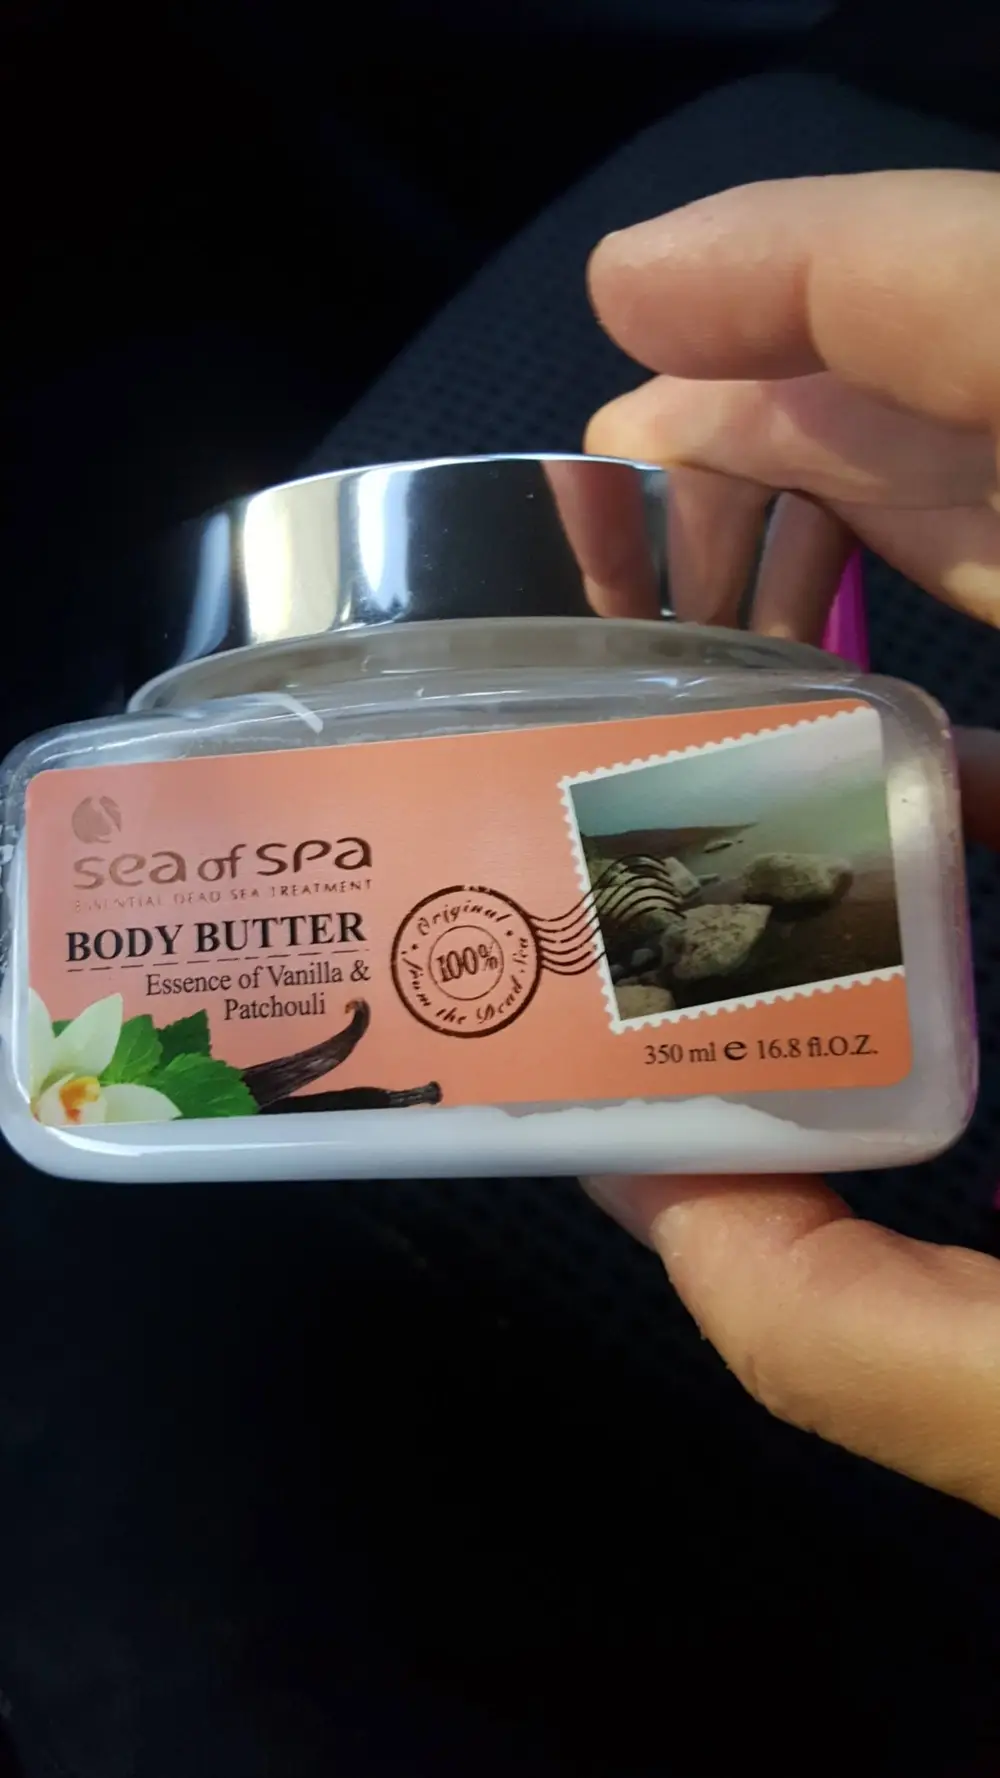 sea of spa
ESSENTIAL DEAD SEA TREATMENT
BODY BUTTER
Essence of Vanilla &
Patchouli
Original
100%
from the Dead Sea
350 ml e 16.8 fl.O.Z.